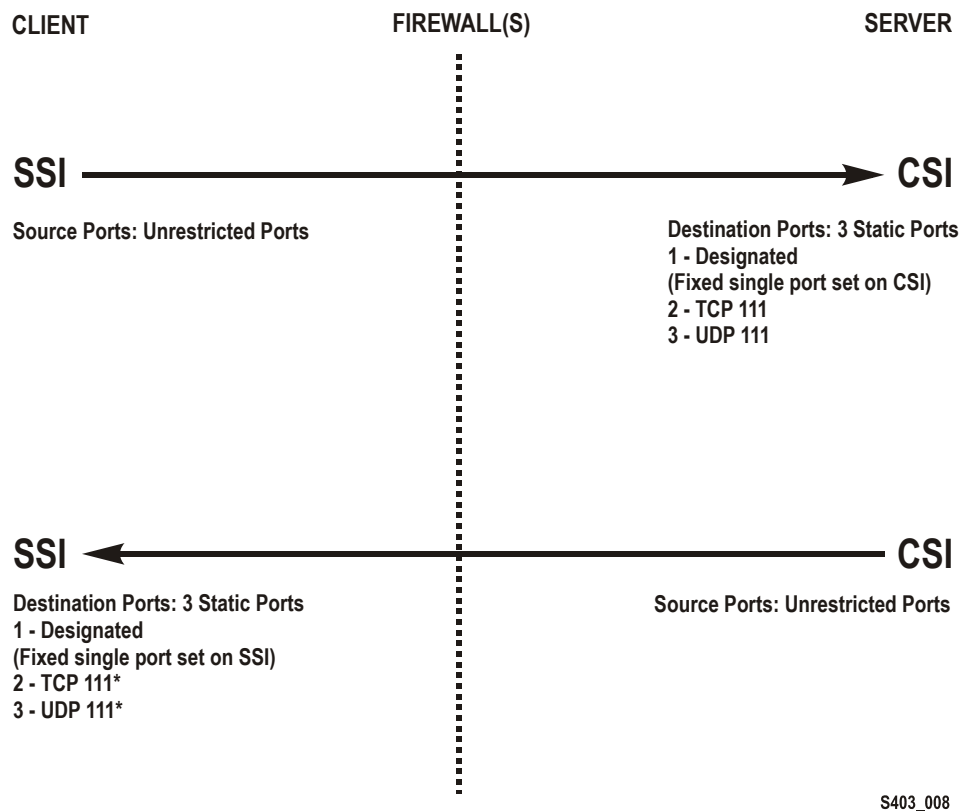 CLIENT
FIREWALL(S)
SERVER
SSI
CSI
Source Ports: Unrestricted Ports
Destination Ports: 3 Static Ports
1 - Designated
(Fixed single port set on CSI)
2 - TCP 111
3 - UDP 111
SSI
CSI
Destination Ports: 3 Static Ports
1 - Designated
(Fixed single port set on SSI)
2 - TCP 111*
3 - UDP 111*
Source Ports: Unrestricted Ports
S403_008